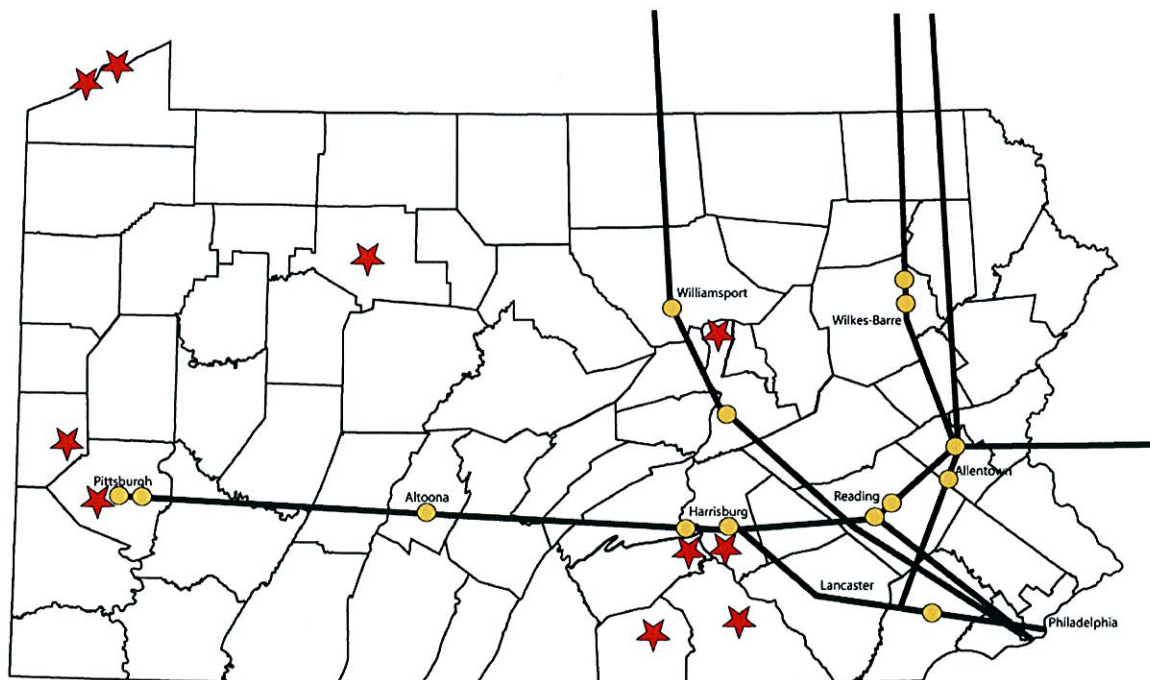 Williamsport
Wilkes-Barre
Pittsburgh
Allentown
Altoona
Reading
Harrisburg
Lancaster
Philadelphia